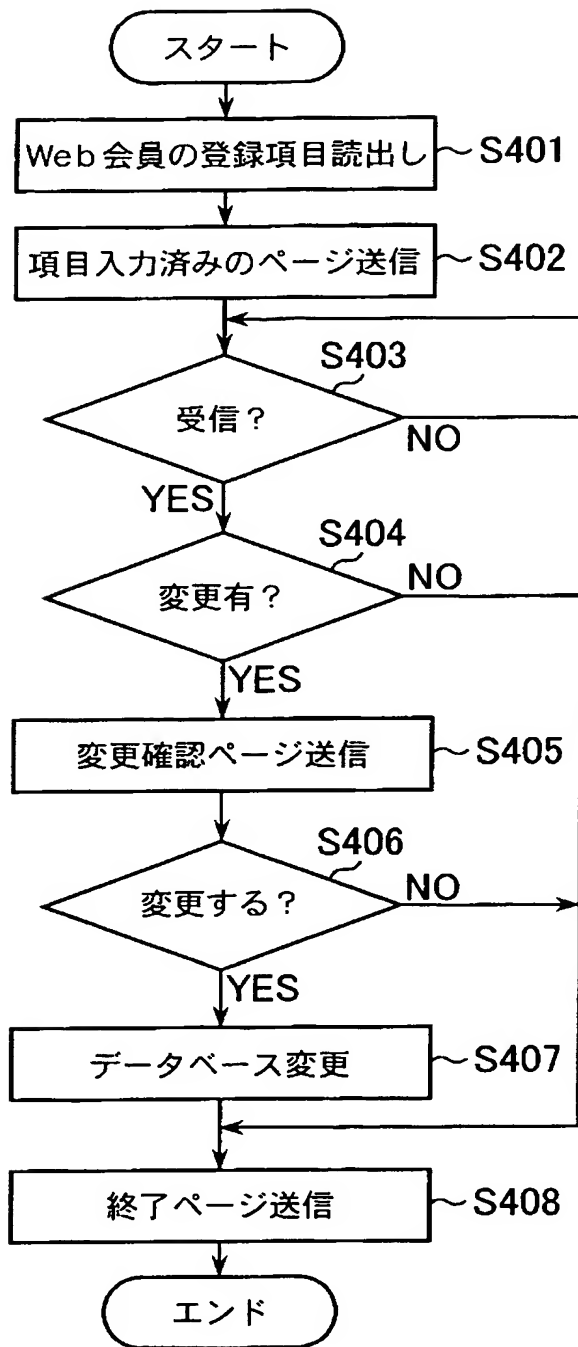 スタート
Web会員の登録項目読出し
S401
項目入力済みのページ送信
S402
S403
受信?
NO
YES
S404
変更有?
NO
YES
変更確認ページ送信
S405
S406
変更する?
NO
YES
データベース変更
S407
終了ページ送信
S408
エンド